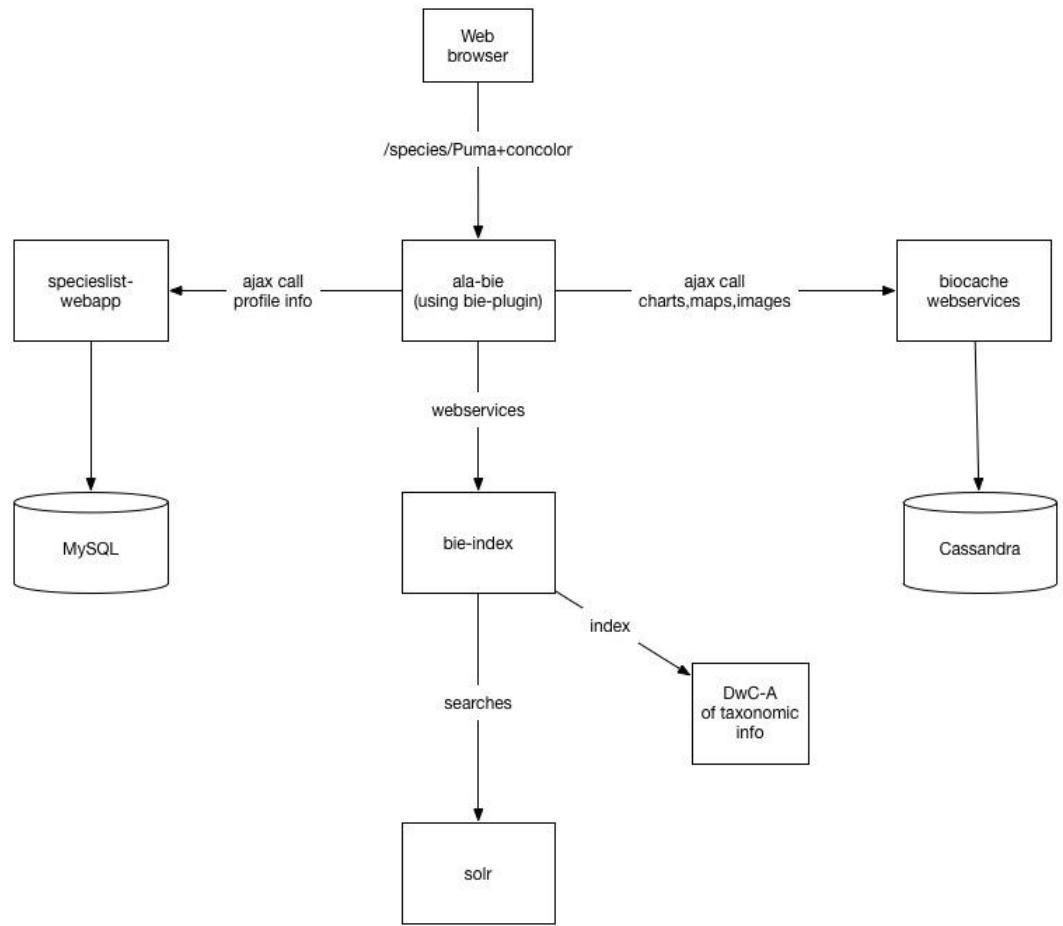 Web
browser
/species/Puma+concolor
specieslist-
webapp
ajax call
profile info
ala-bie
(using bie-plugin)
ajax call
charts,maps,images
biocache
webservices
webservices
MySQL
bie-index
Cassandra
index
searches
DwC-A
of taxonomic
info
solr